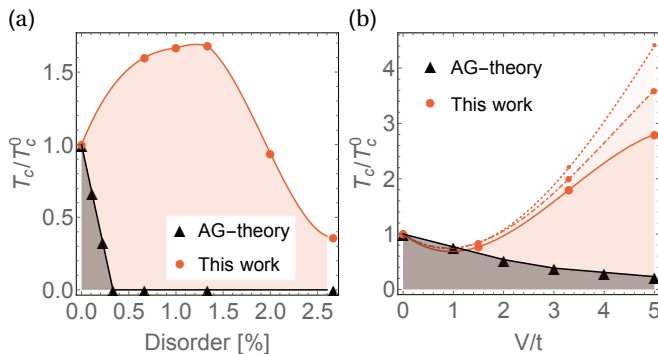 (a)
T_c/T_c^0
1.5
1.0
0.5
0.0
AG-theory
This work
0.0 0.5 1.0 1.5 2.0 2.5
Disorder [%]
(b)
T_c/T_c^0
4
3
2
1
0
AG-theory
This work
0 1 2 3 4 5
V/t